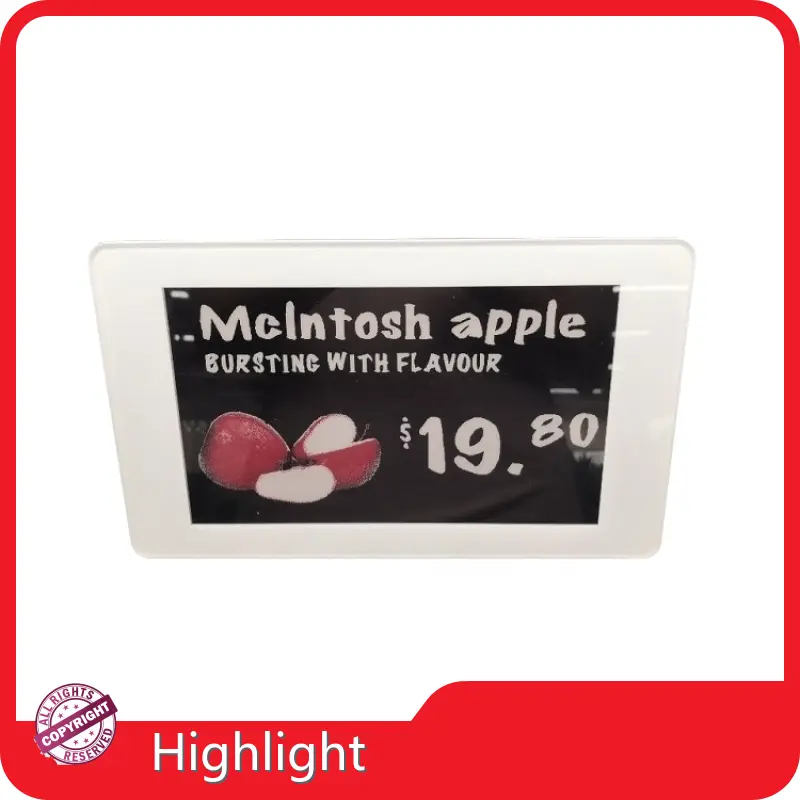 McIntosh apple
BURSTING WITH FLAVOUR
$19.80
ALL RIGHTS
COPYRIGHT
RESERVED
Highlight